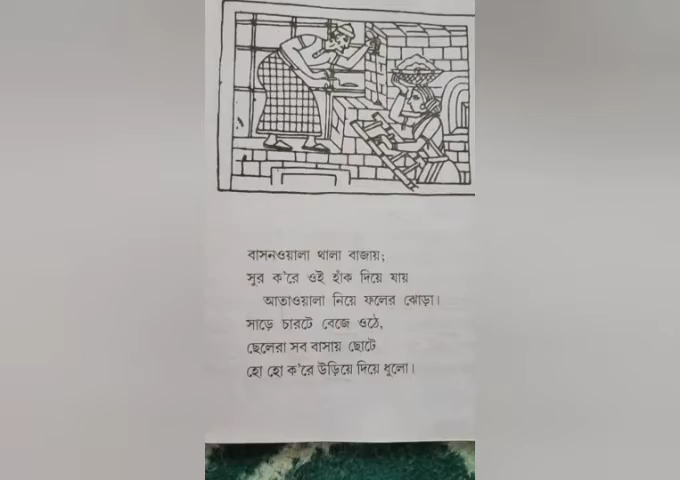 বাসনওয়ালা থালা বাজায়;
সুর ক'রে ওই হাঁক দিয়ে যায়
আতাওয়ালা নিয়ে ফলের ঝোড়া।
সাড়ে চারটে বেজে ওঠে,
ছেলেরা সব বাসায় ছোটে
হো হো ক'রে উড়িয়ে দিয়ে ধুলো।